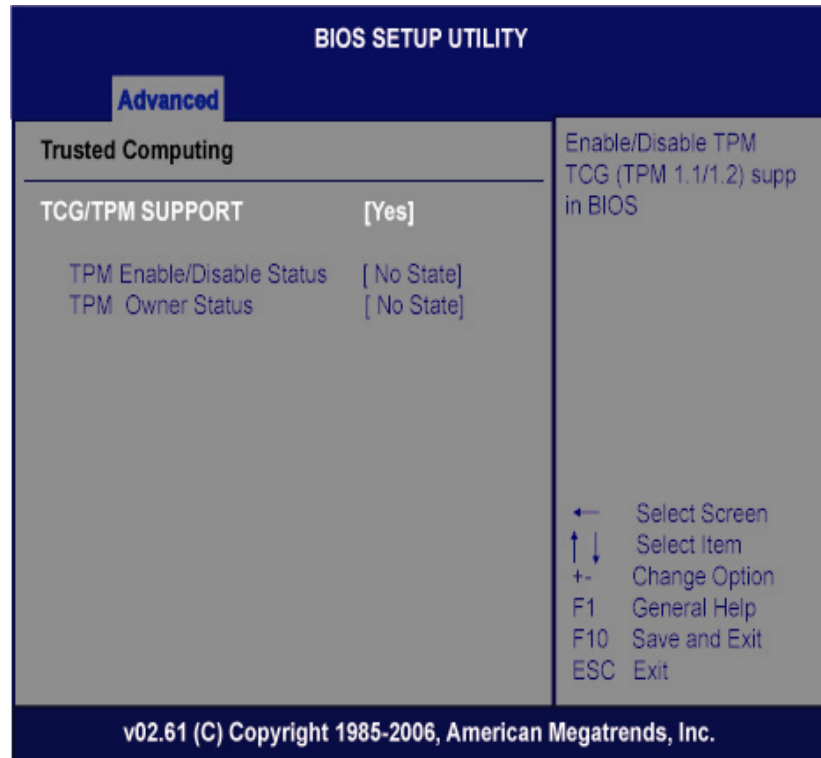 BIOS SETUP UTILITY
Advanced
Trusted Computing
TCG/TPM SUPPORT [Yes]
TPM Enable/Disable Status [ No State]
TPM Owner Status [ No State]
Enable/Disable TPM
TCG (TPM 1.1/1.2) supp
in BIOS
← Select Screen
↑↓ Select Item
+- Change Option
F1 General Help
F10 Save and Exit
ESC Exit
v02.61 (C) Copyright 1985-2006, American Megatrends, Inc.